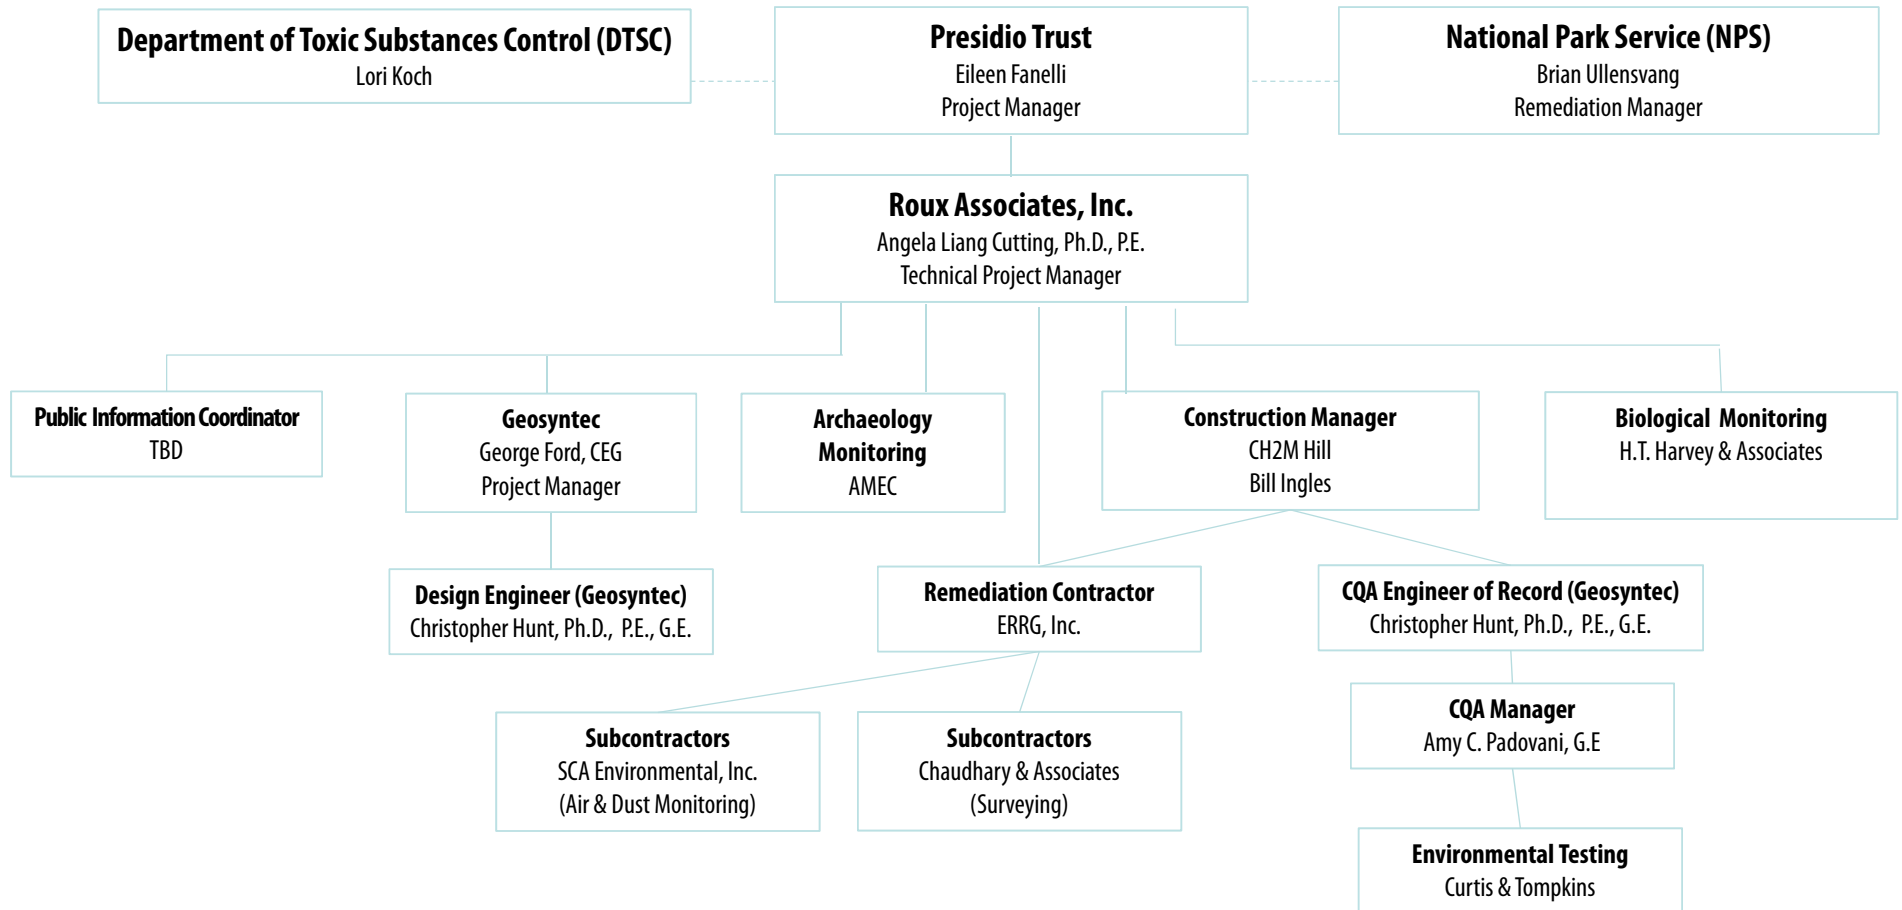 Department of Toxic Substances Control (DTSC)
Lori Koch
Presidio Trust
Eileen Fanelli
Project Manager
National Park Service (NPS)
Brian Ullensvang
Remediation Manager
Roux Associates, Inc.
Angela Liang Cutting, Ph.D., P.E.
Technical Project Manager
Public Information Coordinator
TBD
Geosyntec
George Ford, CEG
Project Manager
Archaeology
Monitoring
AMEC
Construction Manager
CH2M Hill
Bill Ingles
Biological Monitoring
H.T. Harvey & Associates
Design Engineer (Geosyntec)
Christopher Hunt, Ph.D., P.E., G.E.
Remediation Contractor
ERRG, Inc.
CQA Engineer of Record (Geosyntec)
Christopher Hunt, Ph.D., P.E., G.E.
Subcontractors
SCA Environmental, Inc.
(Air & Dust Monitoring)
Subcontractors
Chaudhary & Associates
(Surveying)
CQA Manager
Amy C. Padovani, G.E
Environmental Testing
Curtis & Tompkins